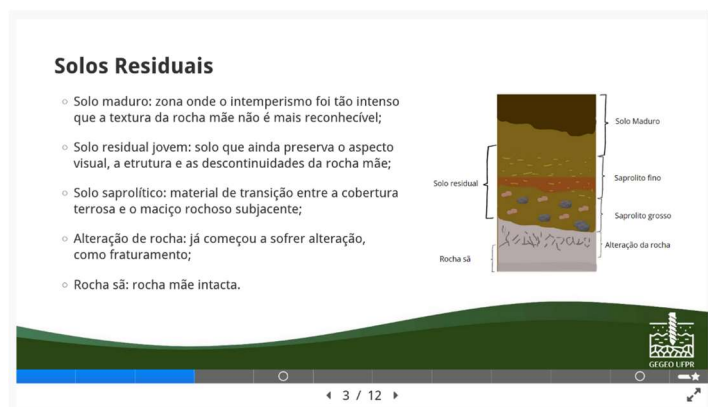 Solos Residuais
○ Solo maduro: zona onde o intemperismo foi tão intenso
que a textura da rocha mãe não é mais reconhecível;
○ Solo residual jovem: solo que ainda preserva o aspecto
visual, a etrutura e as descontinuidades da rocha mãe;
○ Solo saprolítico: material de transição entre a cobertura
terrosa e o maciço rochoso subjacente;
○ Alteração de rocha: já começou a sofrer alteração,
como fraturamento;
○ Rocha sã: rocha mãe intacta.
Solo Maduro
Solo residual
Saprolito fino
Saprolito grosso
Alteração da rocha
Rocha sã
GEGEO UFPR
3 / 12